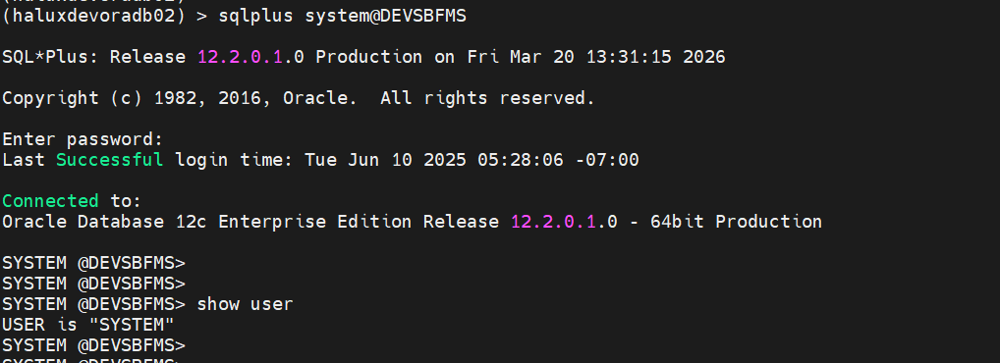 (haluxdevoradb02) > sqlplus system@DEVSBFMS
SQL*Plus: Release 12.2.0.1.0 Production on Fri Mar 20 13:31:15 2026
Copyright (c) 1982, 2016, Oracle.  All rights reserved.
Enter password:
Last Successful login time: Tue Jun 10 2025 05:28:06 -07:00
Connected to:
Oracle Database 12c Enterprise Edition Release 12.2.0.1.0 - 64bit Production
SYSTEM @DEVSBFMS>
SYSTEM @DEVSBFMS>
SYSTEM @DEVSBFMS> show user
USER is "SYSTEM"
SYSTEM @DEVSBFMS>